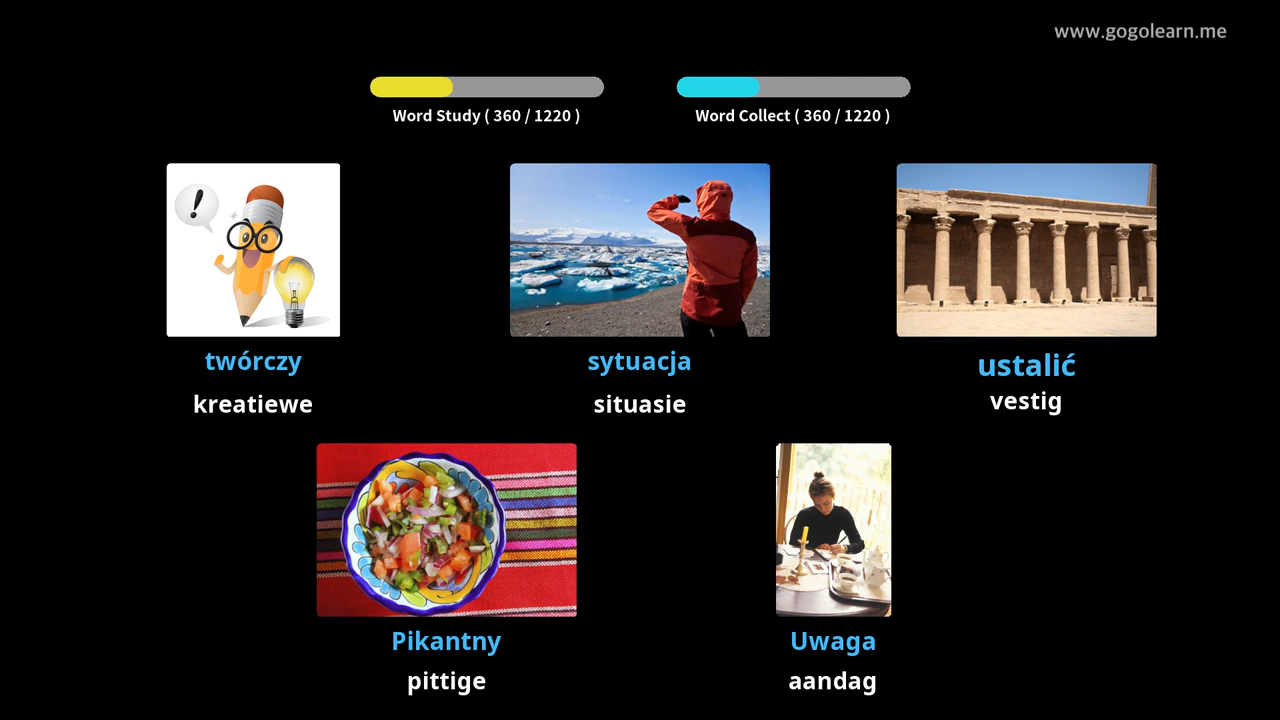 www.gogolearn.me
Word Study ( 360 / 1220 )
Word Collect ( 360 / 1220 )
!
twórczy
kreatiewe
sytuacja
situasie
ustalić
vestig
Pikantny
pittige
Uwaga
aandag